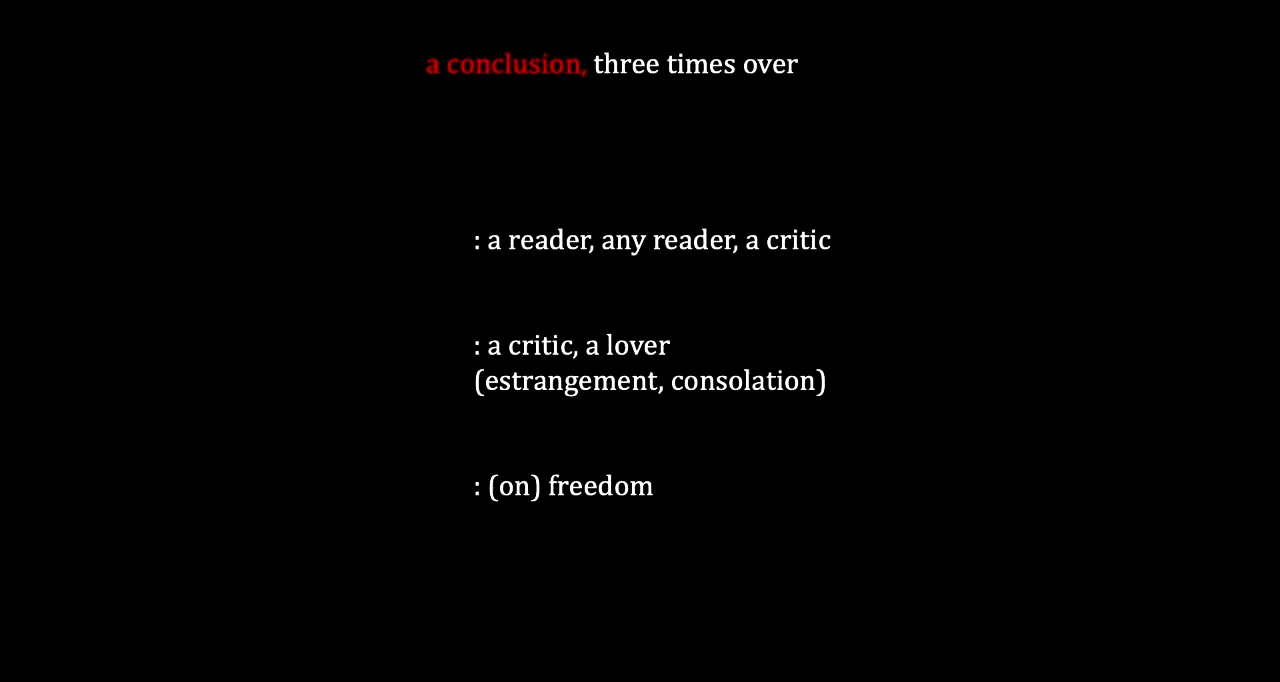 a conclusion, three times over
: a reader, any reader, a critic
: a critic, a lover
(estrangement, consolation)
: (on) freedom